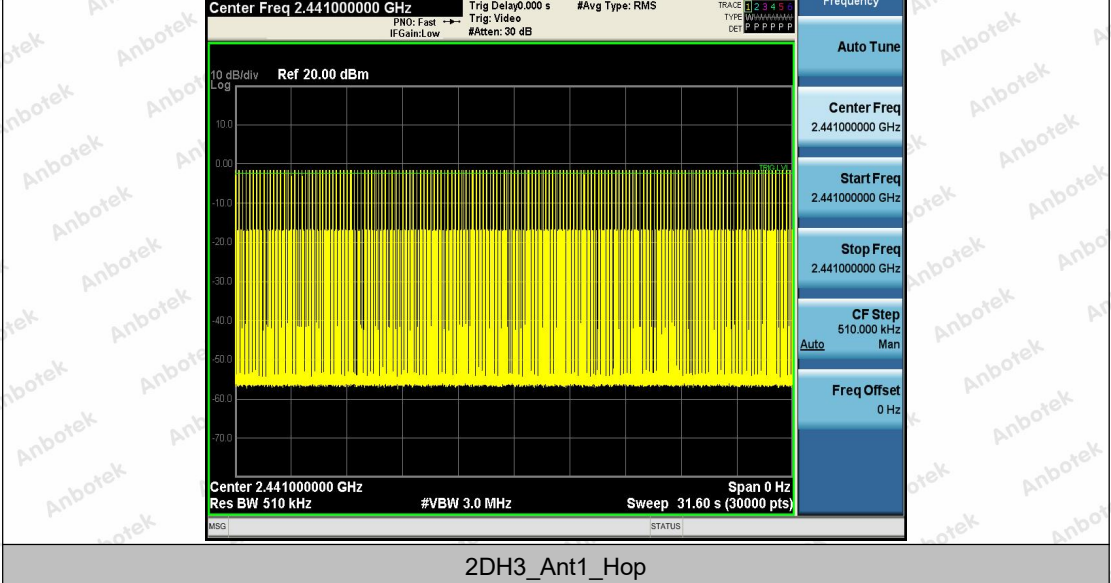 Center Freq 2.441000000 GHz
PNO: Fast
IFGain:Low
Trig Delay0.000 s
Trig: Video
#Atten: 30 dB
#Avg Type: RMS
TRACE 1 2 3 4 5 6
TYPE
DET P P P P P P
Frequency
Auto Tune
10 dB/div
Log
Ref 20.00 dBm
10.0
0.00
-10.0
-20.0
-30.0
-40.0
-50.0
-60.0
-70.0
TRIG LVL
Center Freq
2.441000000 GHz
Start Freq
2.441000000 GHz
Stop Freq
2.441000000 GHz
CF Step
510.000 kHz
Auto Man
Freq Offset
0 Hz
Center 2.441000000 GHz
Span 0 Hz
Res BW 510 kHz
#VBW 3.0 MHz
Sweep 31.60 s (30000 pts)
MSG
STATUS
2DH3_Ant1_Hop
Anbotek